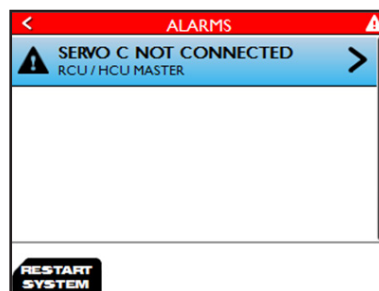 < ALARMS
SERVO C NOT CONNECTED
RCU / HCU MASTER
RESTART
SYSTEM